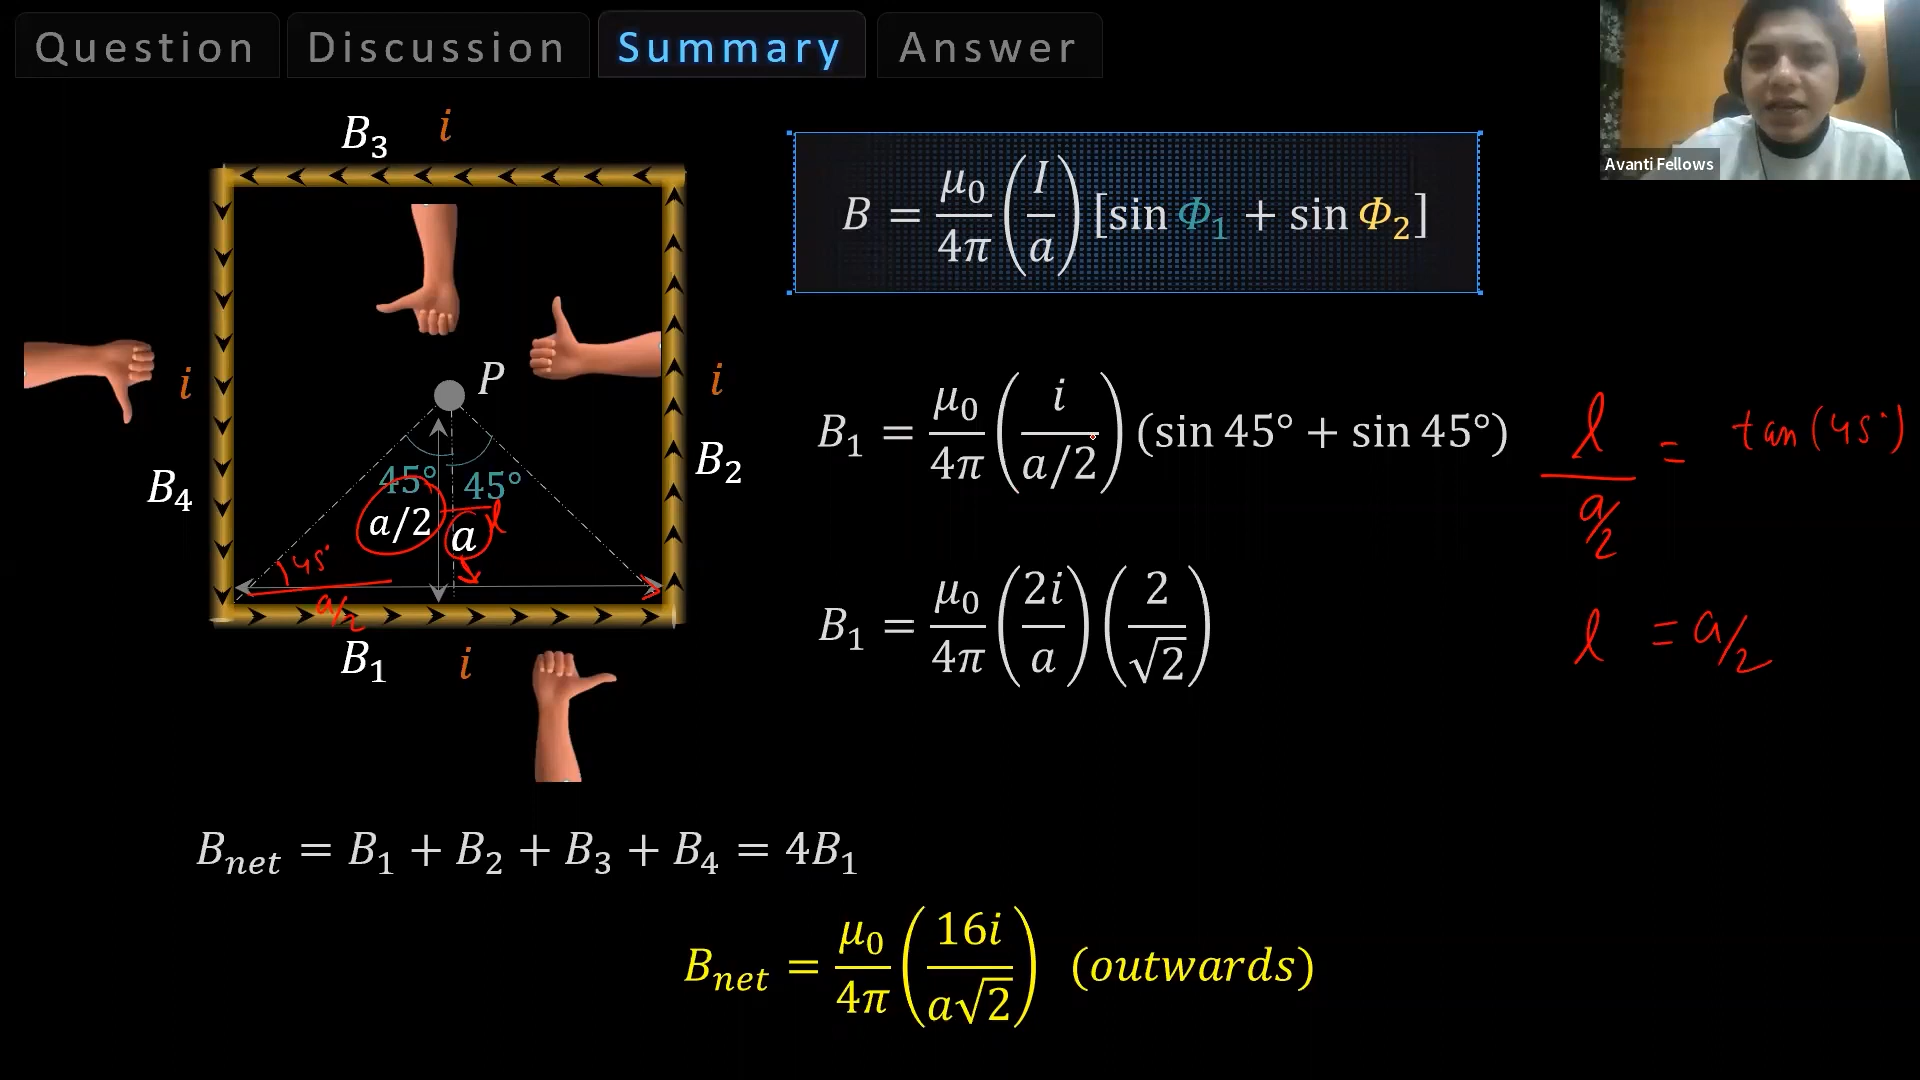 Question Discussion Summary Answer
Avanti Fellows
B₃ i
B = μ₀/4π (I/a) [sin Φ₁ + sin Φ₂]
P
i
i
B₄
B₂
45° 45°
a/2 a l
45°
a/2
B₁ i
B₁ = μ₀/4π (i/(a/2)) (sin 45° + sin 45°)
l/(a/2) = tan(45°)
B₁ = μ₀/4π (2i/a) (2/√2)
l = a/2
Bₙₑₜ = B₁ + B₂ + B₃ + B₄ = 4B₁
Bₙₑₜ = μ₀/4π (16i/a√2) (outwards)